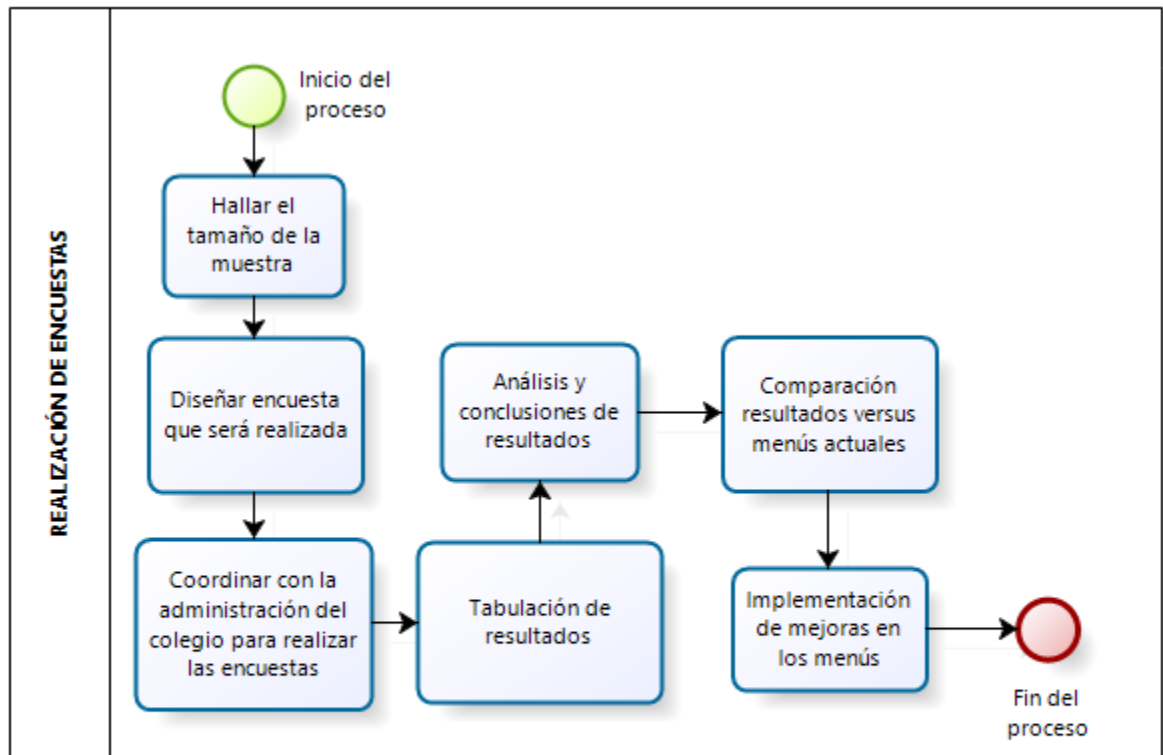 REALIZACIÓN DE ENCUESTAS
Inicio del
proceso
Hallar el
tamaño de la
muestra
Diseñar encuesta
que será realizada
Coordinar con la
administración del
colegio para realizar
las encuestas
Tabulación de
resultados
Análisis y
conclusiones de
resultados
Comparación
resultados versus
menús actuales
Implementación
de mejoras en
los menús
Fin del
proceso